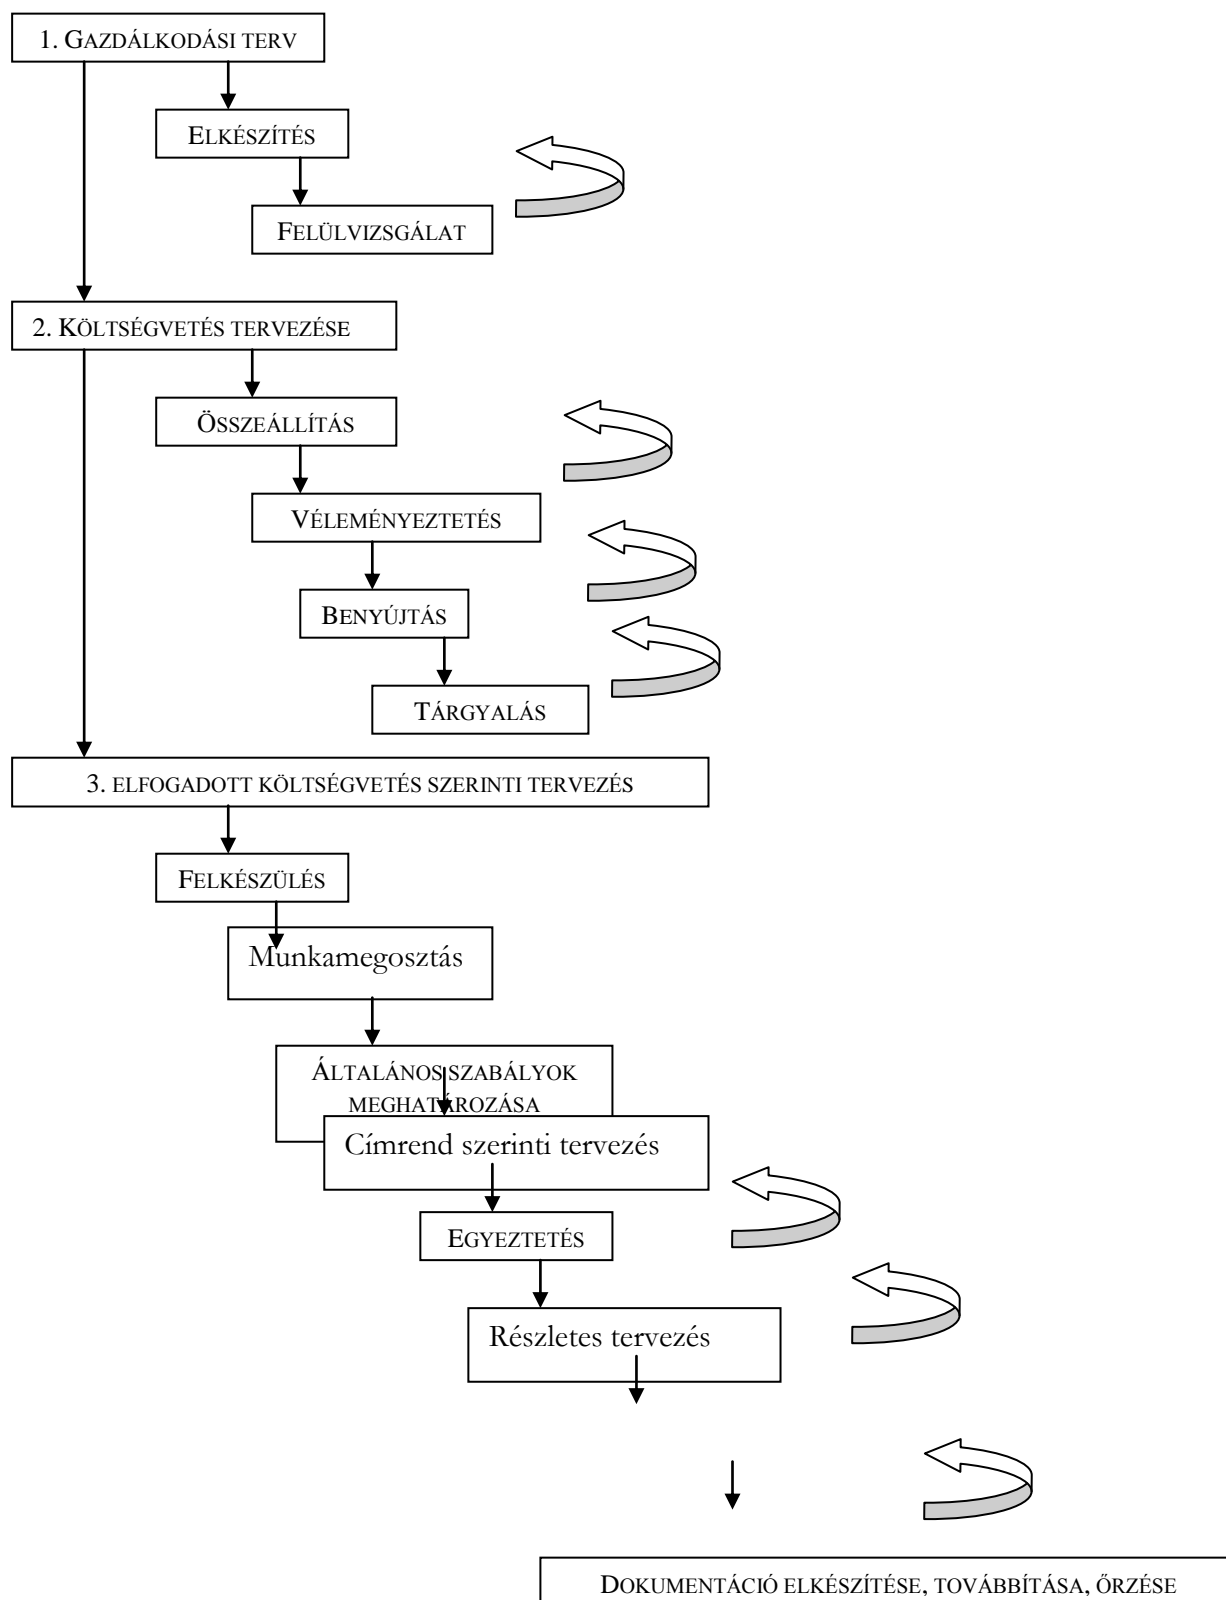 1. GAZDÁLKODÁSI TERV
ELKÉSZÍTÉS
FELÜLVIZSGÁLAT
2. KÖLTSÉGVETÉS TERVEZÉSE
ÖSSZEÁLLÍTÁS
VÉLEMÉNYEZTETÉS
BENYÚJTÁS
TÁRGYALÁS
3. ELFOGADOTT KÖLTSÉGVETÉS SZERINTI TERVEZÉS
FELKÉSZÜLÉS
Munkamegosztás
ÁLTALÁNOS SZABÁLYOK
MEGHATÁROZÁSA
Címrend szerinti tervezés
EGYEZTETÉS
Részletes tervezés
DOKUMENTÁCIÓ ELKÉSZÍTÉSE, TOVÁBBÍTÁSA, ŐRZÉSE